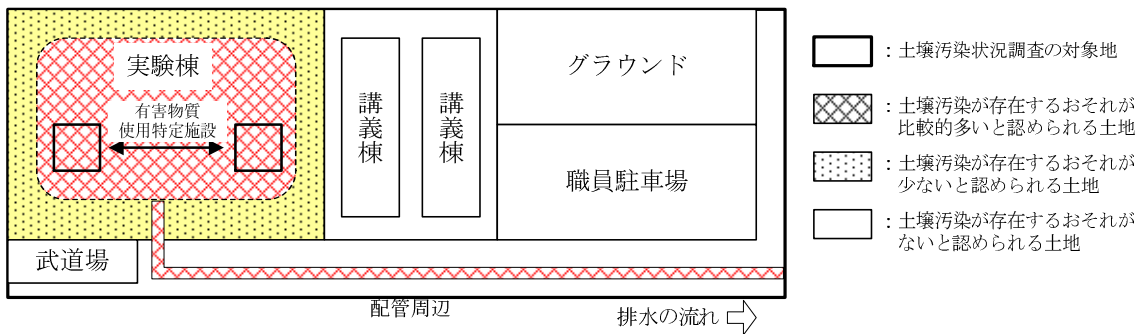 実験棟
有害物質
使用特定施設
講義棟
講義棟
グラウンド
職員駐車場
武道場
配管周辺
排水の流れ
：土壌汚染状況調査の対象地
：土壌汚染が存在するおそれが
比較的多いと認められる土地
：土壌汚染が存在するおそれが
少ないと認められる土地
：土壌汚染が存在するおそれが
ないと認められる土地